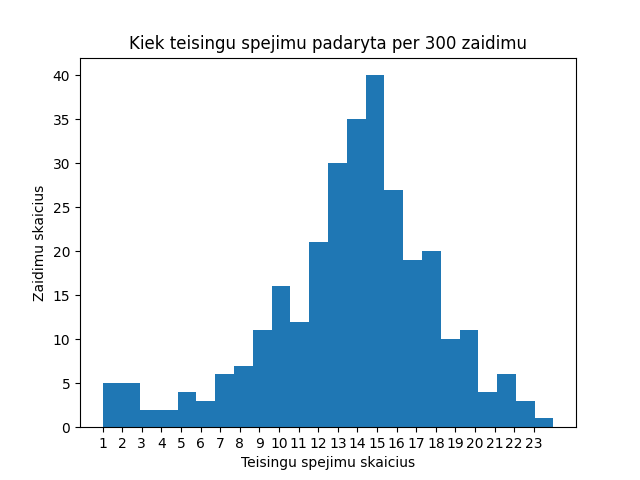 Kiek teisingu spejimu padaryta per 300 zaidimu
40
35
30
25
20
15
10
5
0
Zaidimu skaicius
1 2 3 4 5 6 7 8 9 10 11 12 13 14 15 16 17 18 19 20 21 22 23
Teisingu spejimu skaicius